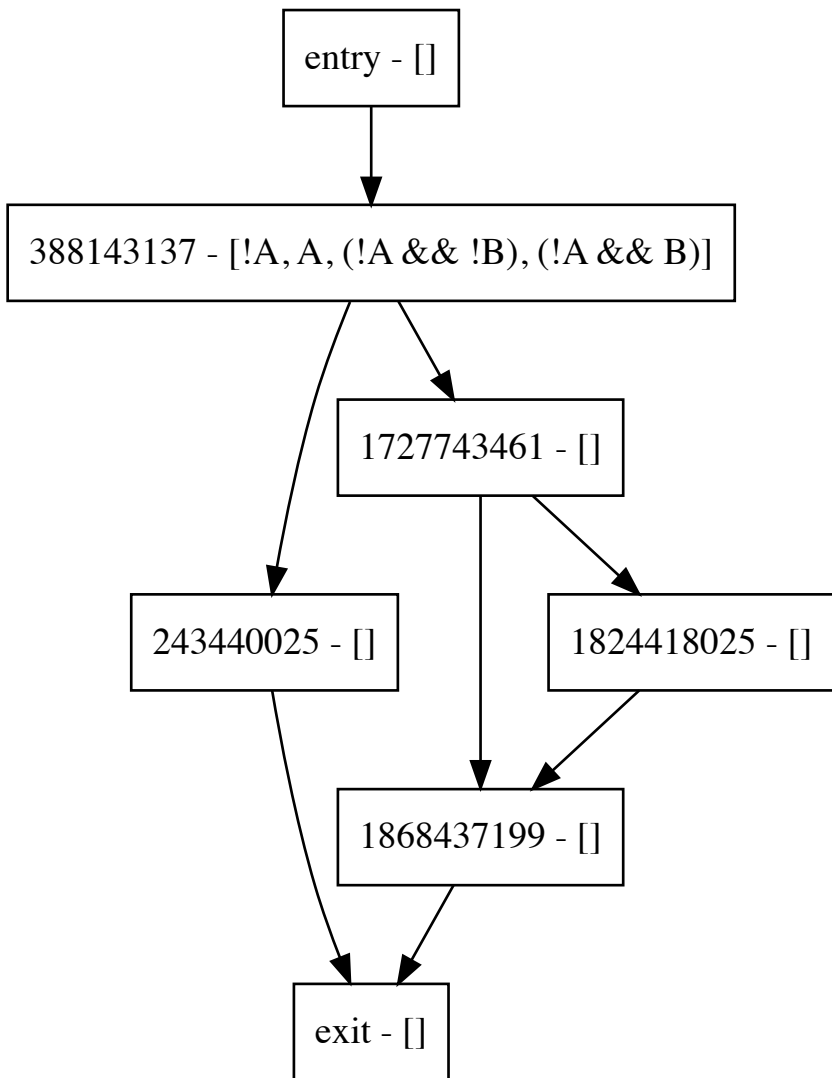 entry - []
388143137 - [!A, A, (!A && !B), (!A && B)]
1727743461 - []
243440025 - []
1824418025 - []
1868437199 - []
exit - []